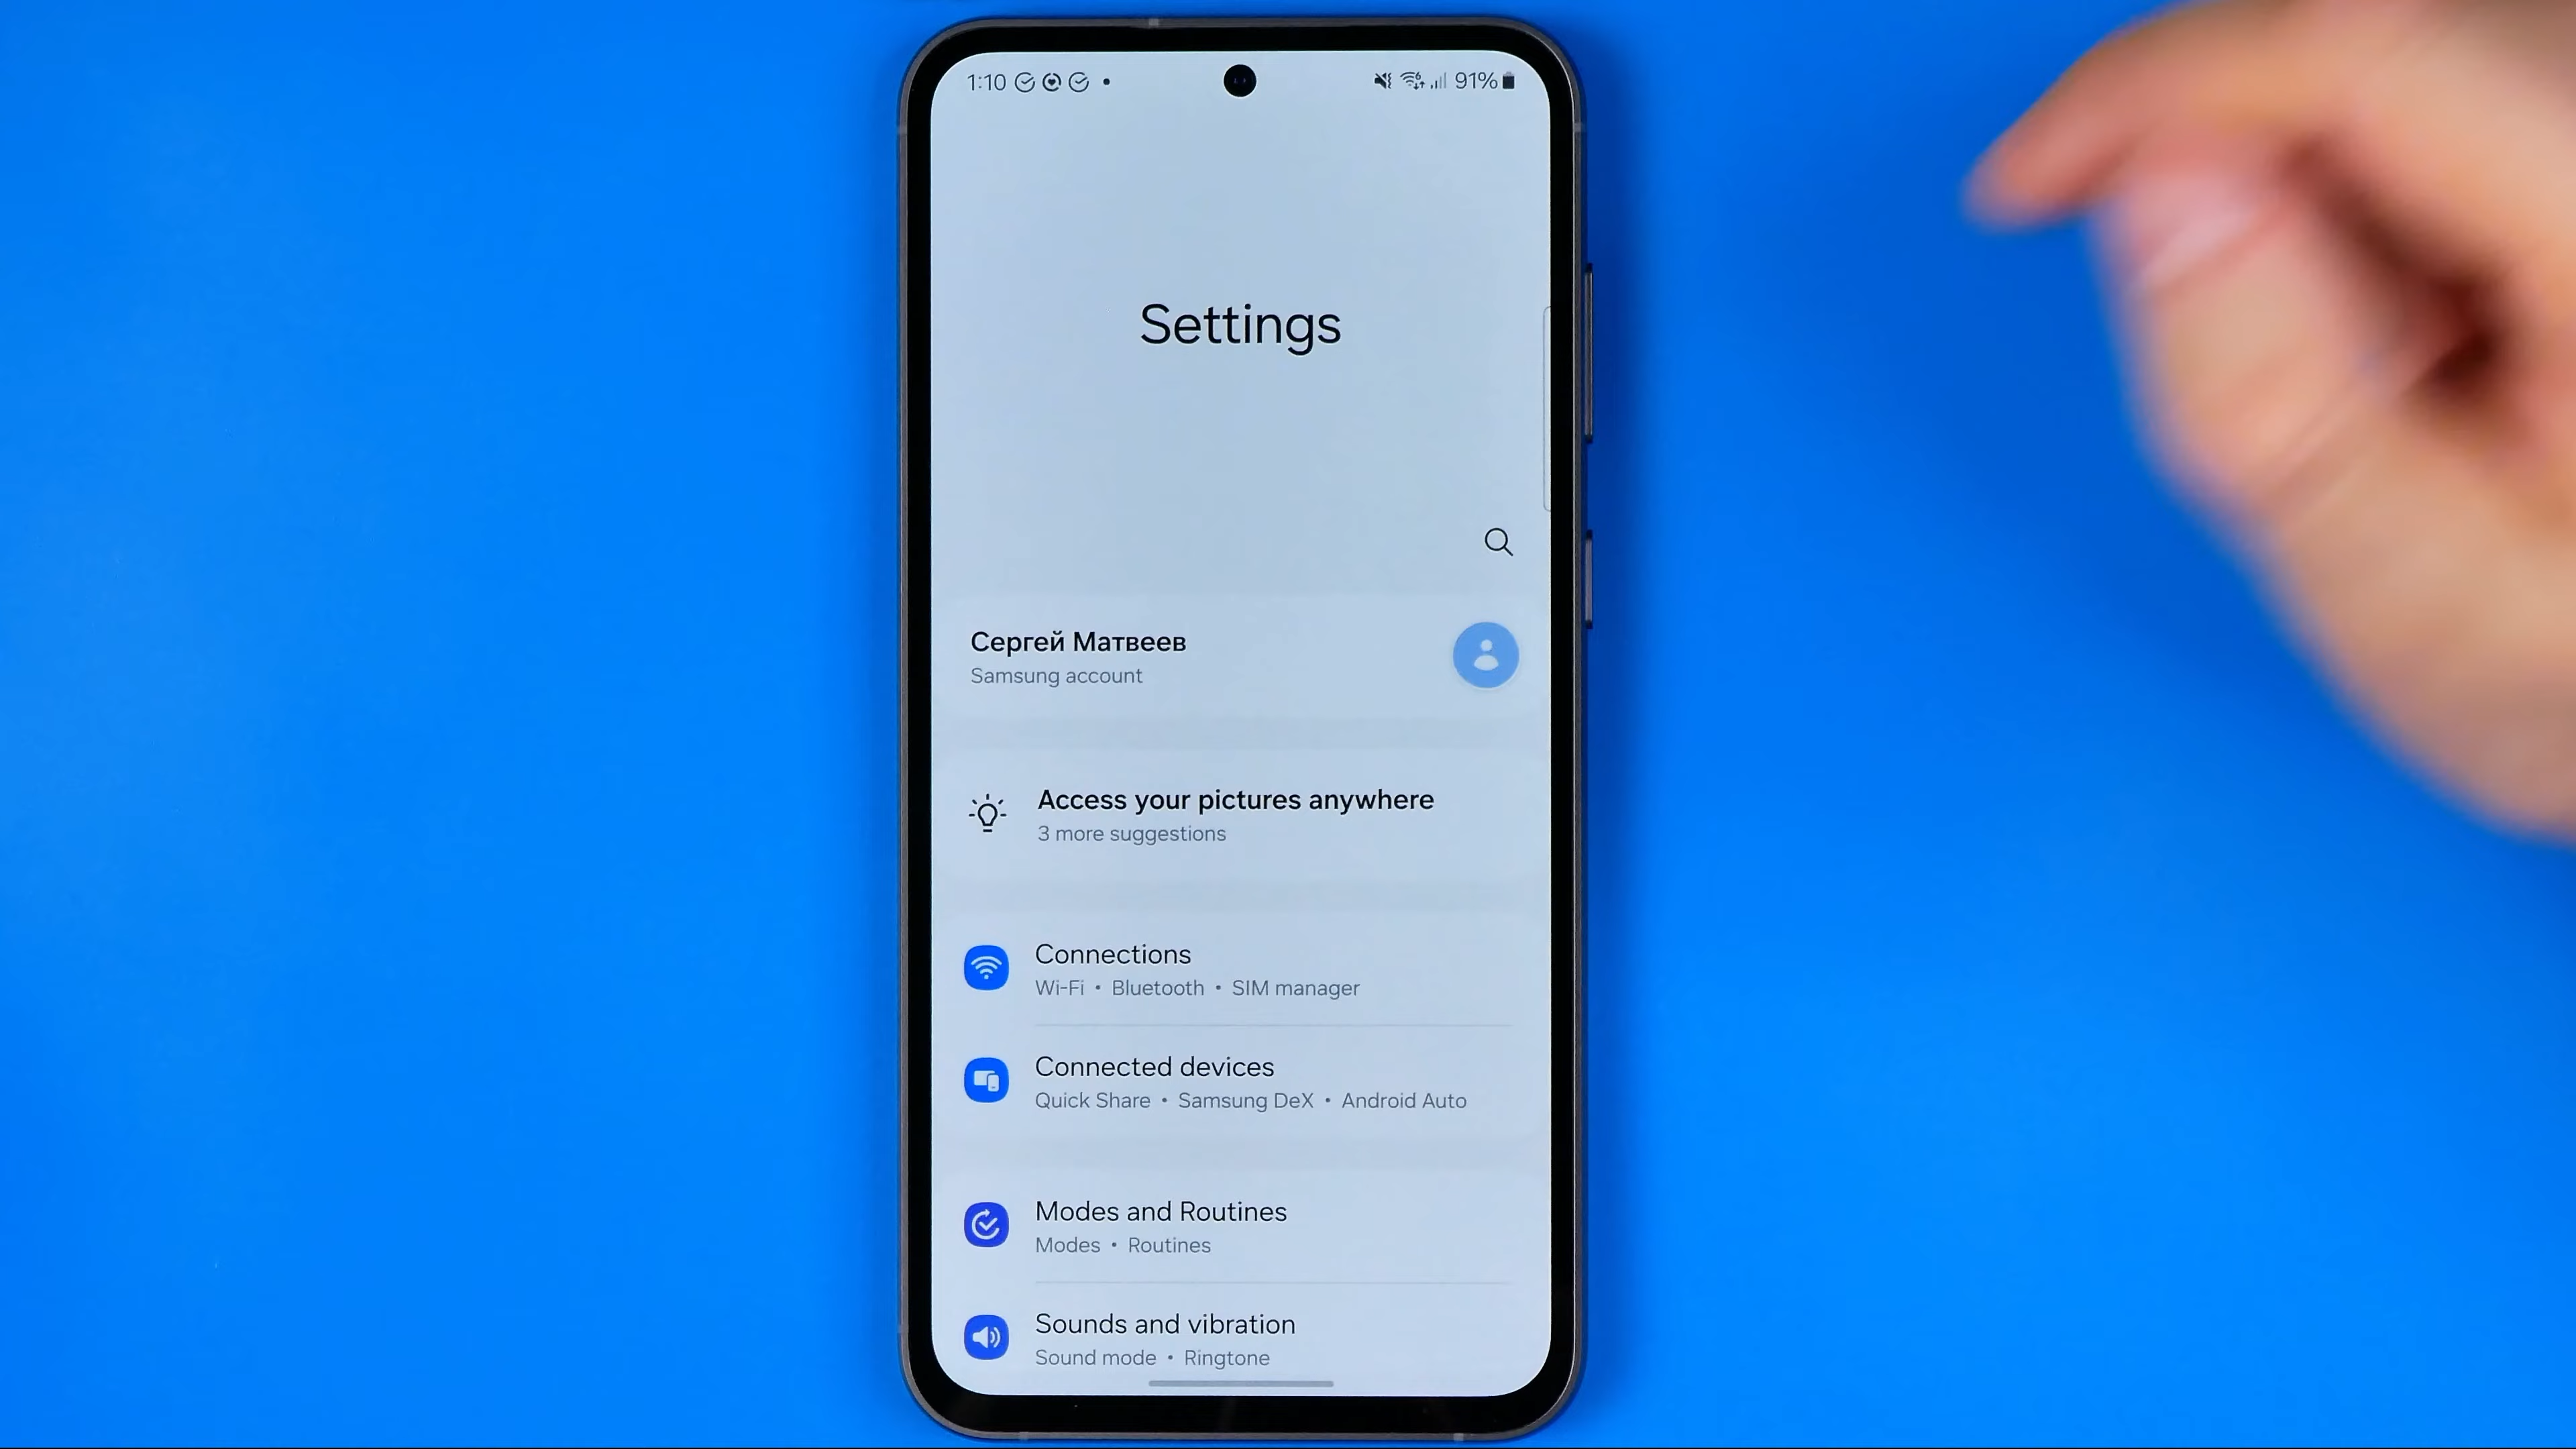 1:10 91%
Settings
Сергей Матвеев
Samsung account
Access your pictures anywhere
3 more suggestions
Connections
Wi-Fi • Bluetooth • SIM manager
Connected devices
Quick Share • Samsung DeX • Android Auto
Modes and Routines
Modes • Routines
Sounds and vibration
Sound mode • Ringtone